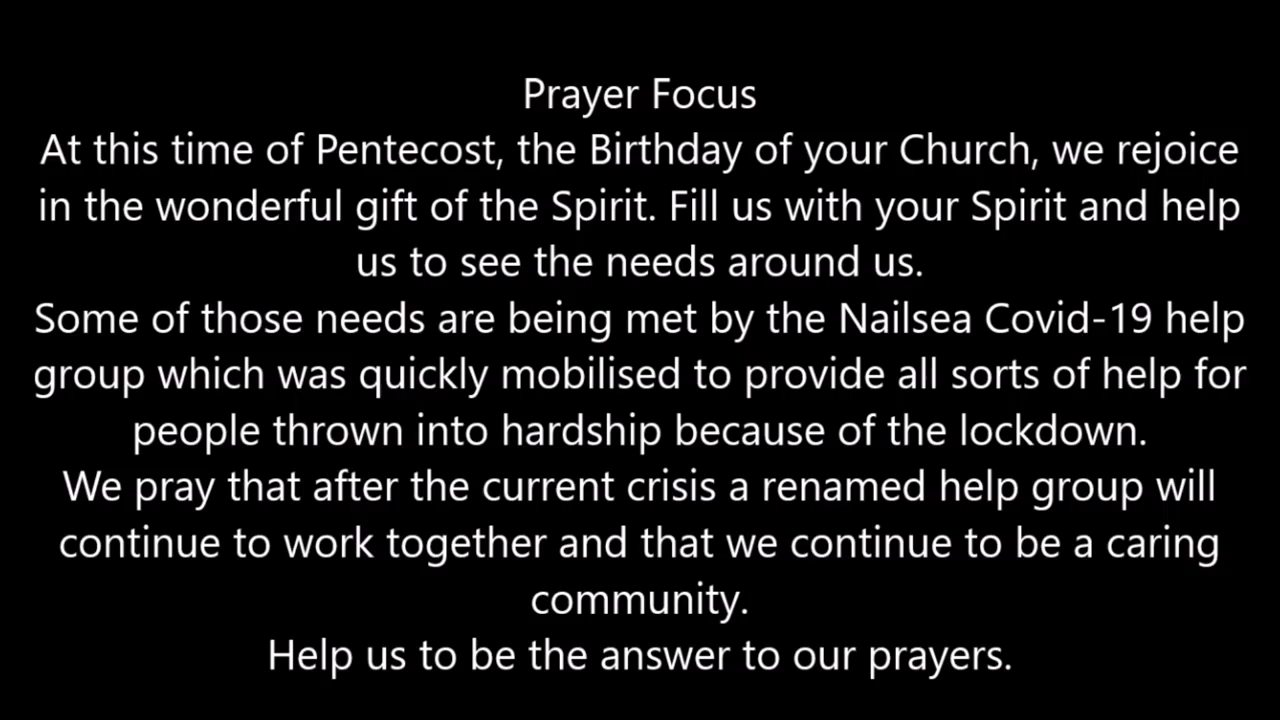 Prayer Focus
At this time of Pentecost, the Birthday of your Church, we rejoice
in the wonderful gift of the Spirit. Fill us with your Spirit and help
us to see the needs around us.
Some of those needs are being met by the Nailsea Covid-19 help
group which was quickly mobilised to provide all sorts of help for
people thrown into hardship because of the lockdown.
We pray that after the current crisis a renamed help group will
continue to work together and that we continue to be a caring
community.
Help us to be the answer to our prayers.